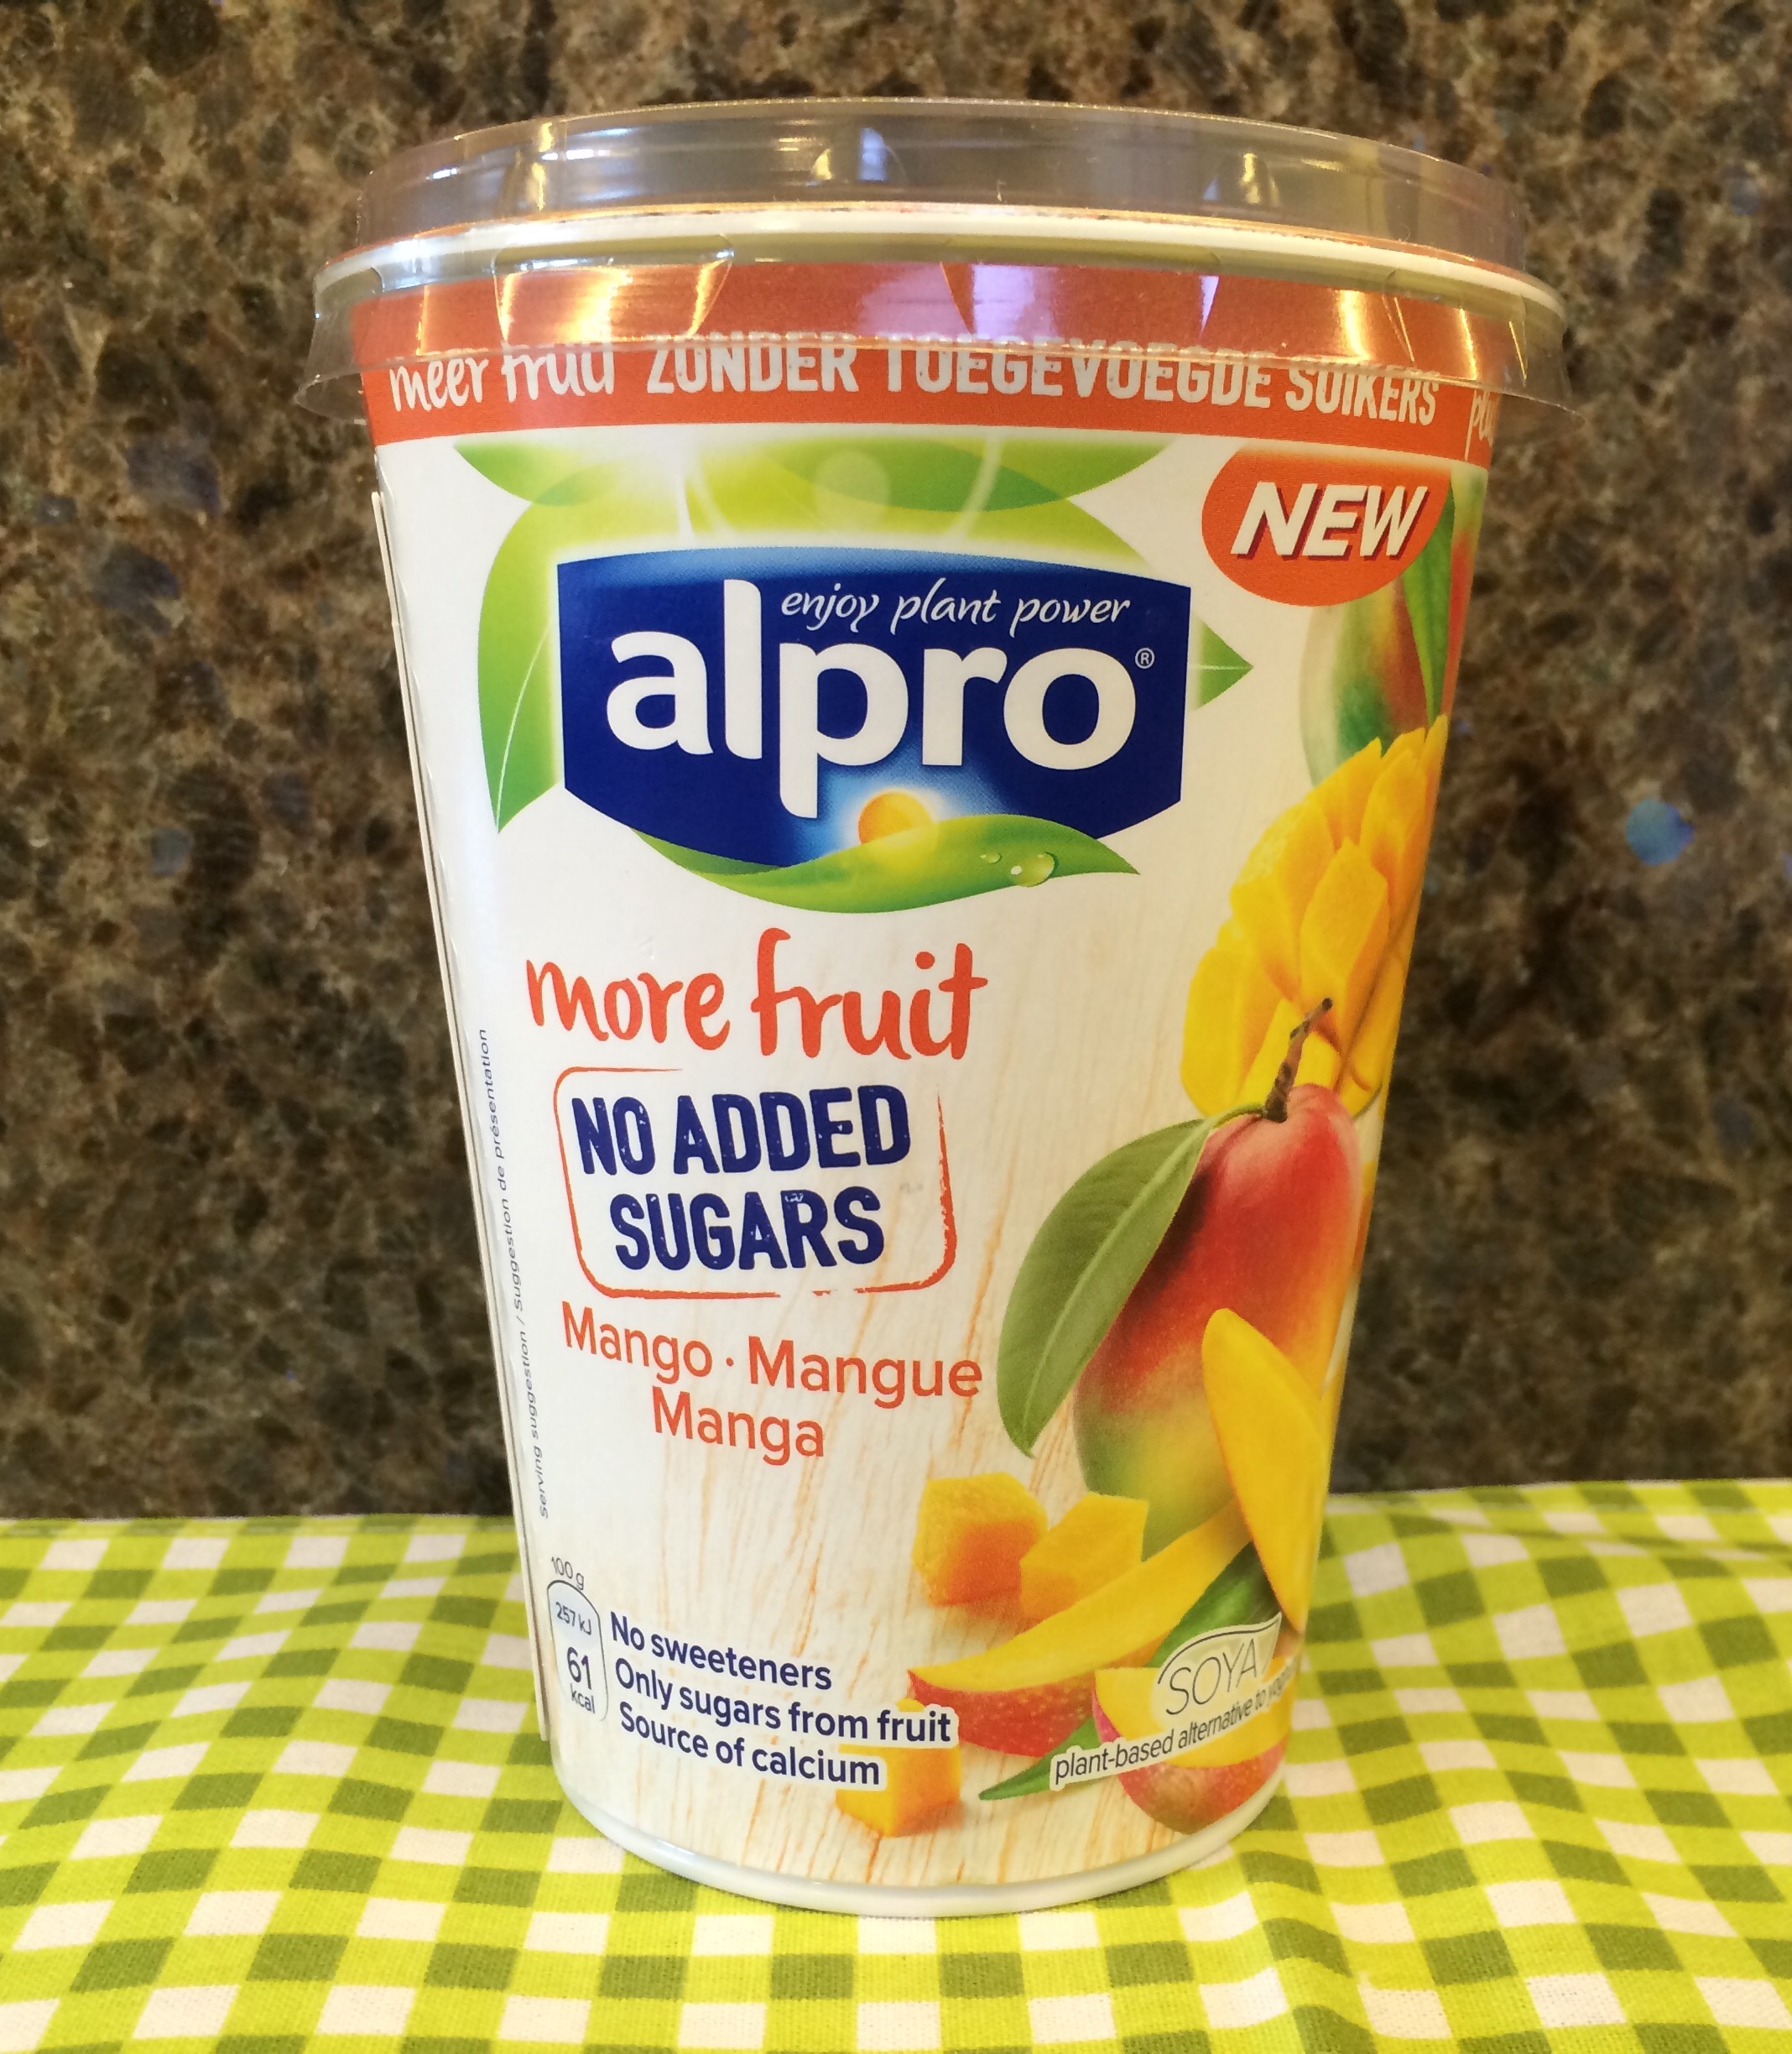 meer fruit ZONDER TOEGEVOEGDE SUIKERS
NEW
enjoy plant power
alpro®
more fruit
NO ADDED
SUGARS
Mango · Mangue
Manga
Serving suggestion / Suggestion de présentation
100 g
257 kJ
61
kcal
No sweeteners
Only sugars from fruit
Source of calcium
SOYA
plant-based alternative to